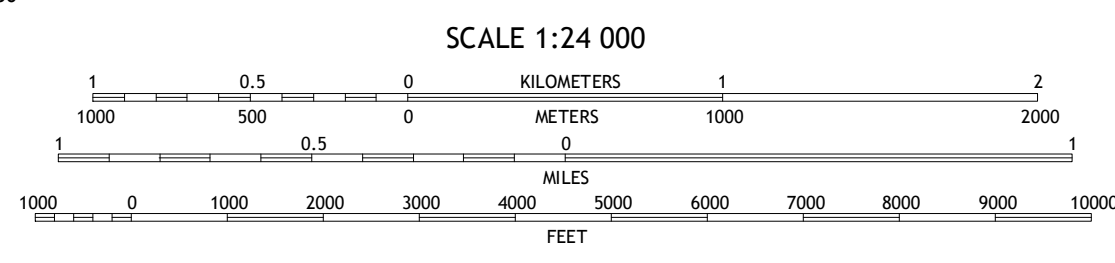 SCALE 1:24 000
1 0.5 0 KILOMETERS 1 2
1000 500 0 METERS 1000 2000
1 0.5 0 1
MILES
1000 0 1000 2000 3000 4000 5000 6000 7000 8000 9000 10000
FEET